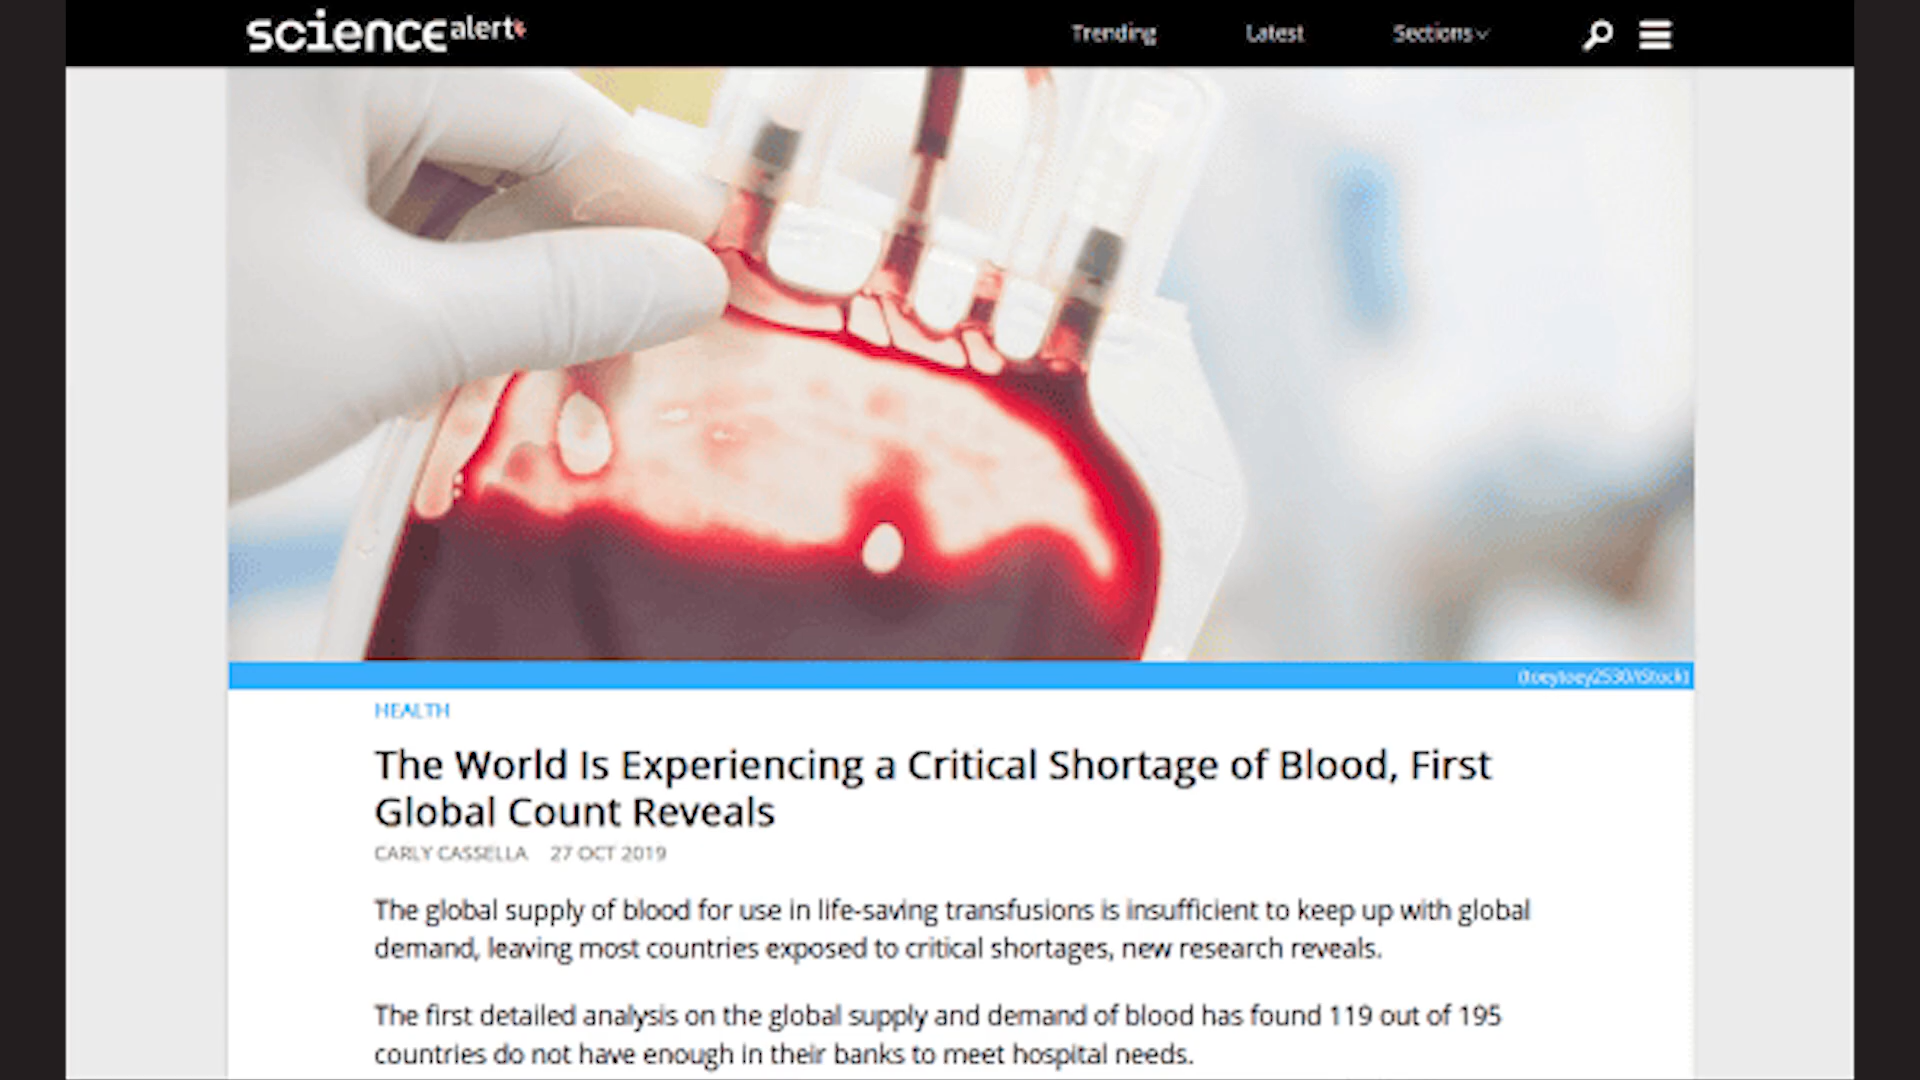 sciencealert
Trending
Latest
Sections
(toeytoey2530/iStock)
HEALTH
The World Is Experiencing a Critical Shortage of Blood, First
Global Count Reveals
CARLY CASSELLA 27 OCT 2019
The global supply of blood for use in life-saving transfusions is insufficient to keep up with global
demand, leaving most countries exposed to critical shortages, new research reveals.
The first detailed analysis on the global supply and demand of blood has found 119 out of 195
countries do not have enough in their banks to meet hospital needs.